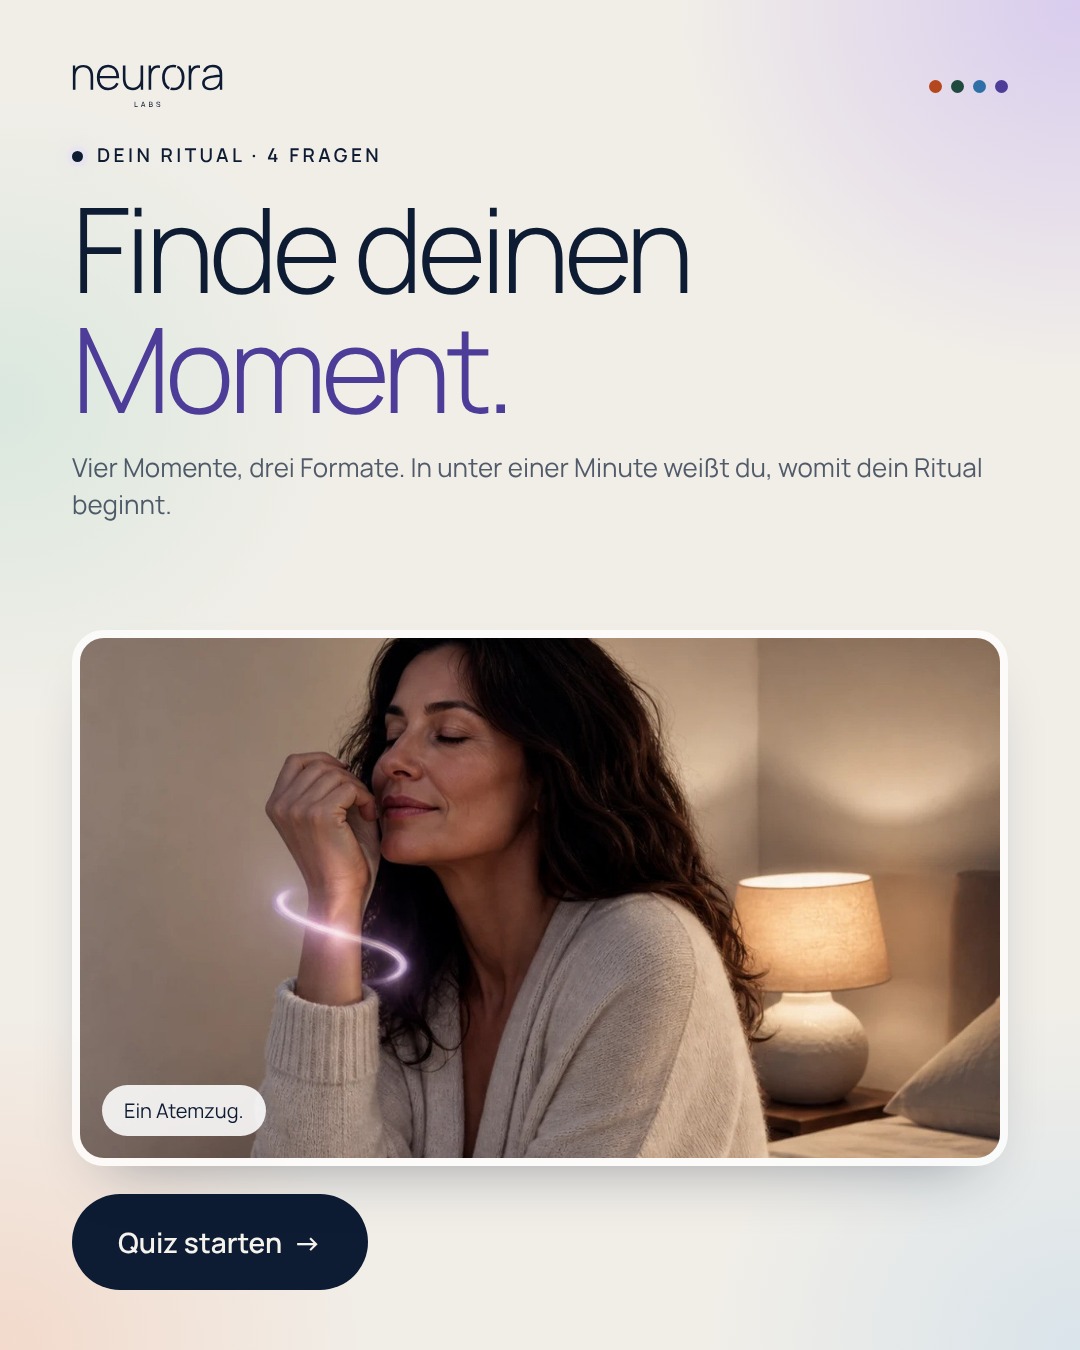 neurora
LABS
DEIN RITUAL · 4 FRAGEN
Finde deinen
Moment.
Vier Momente, drei Formate. In unter einer Minute weißt du, womit dein Ritual
beginnt.
Ein Atemzug.
Quiz starten →